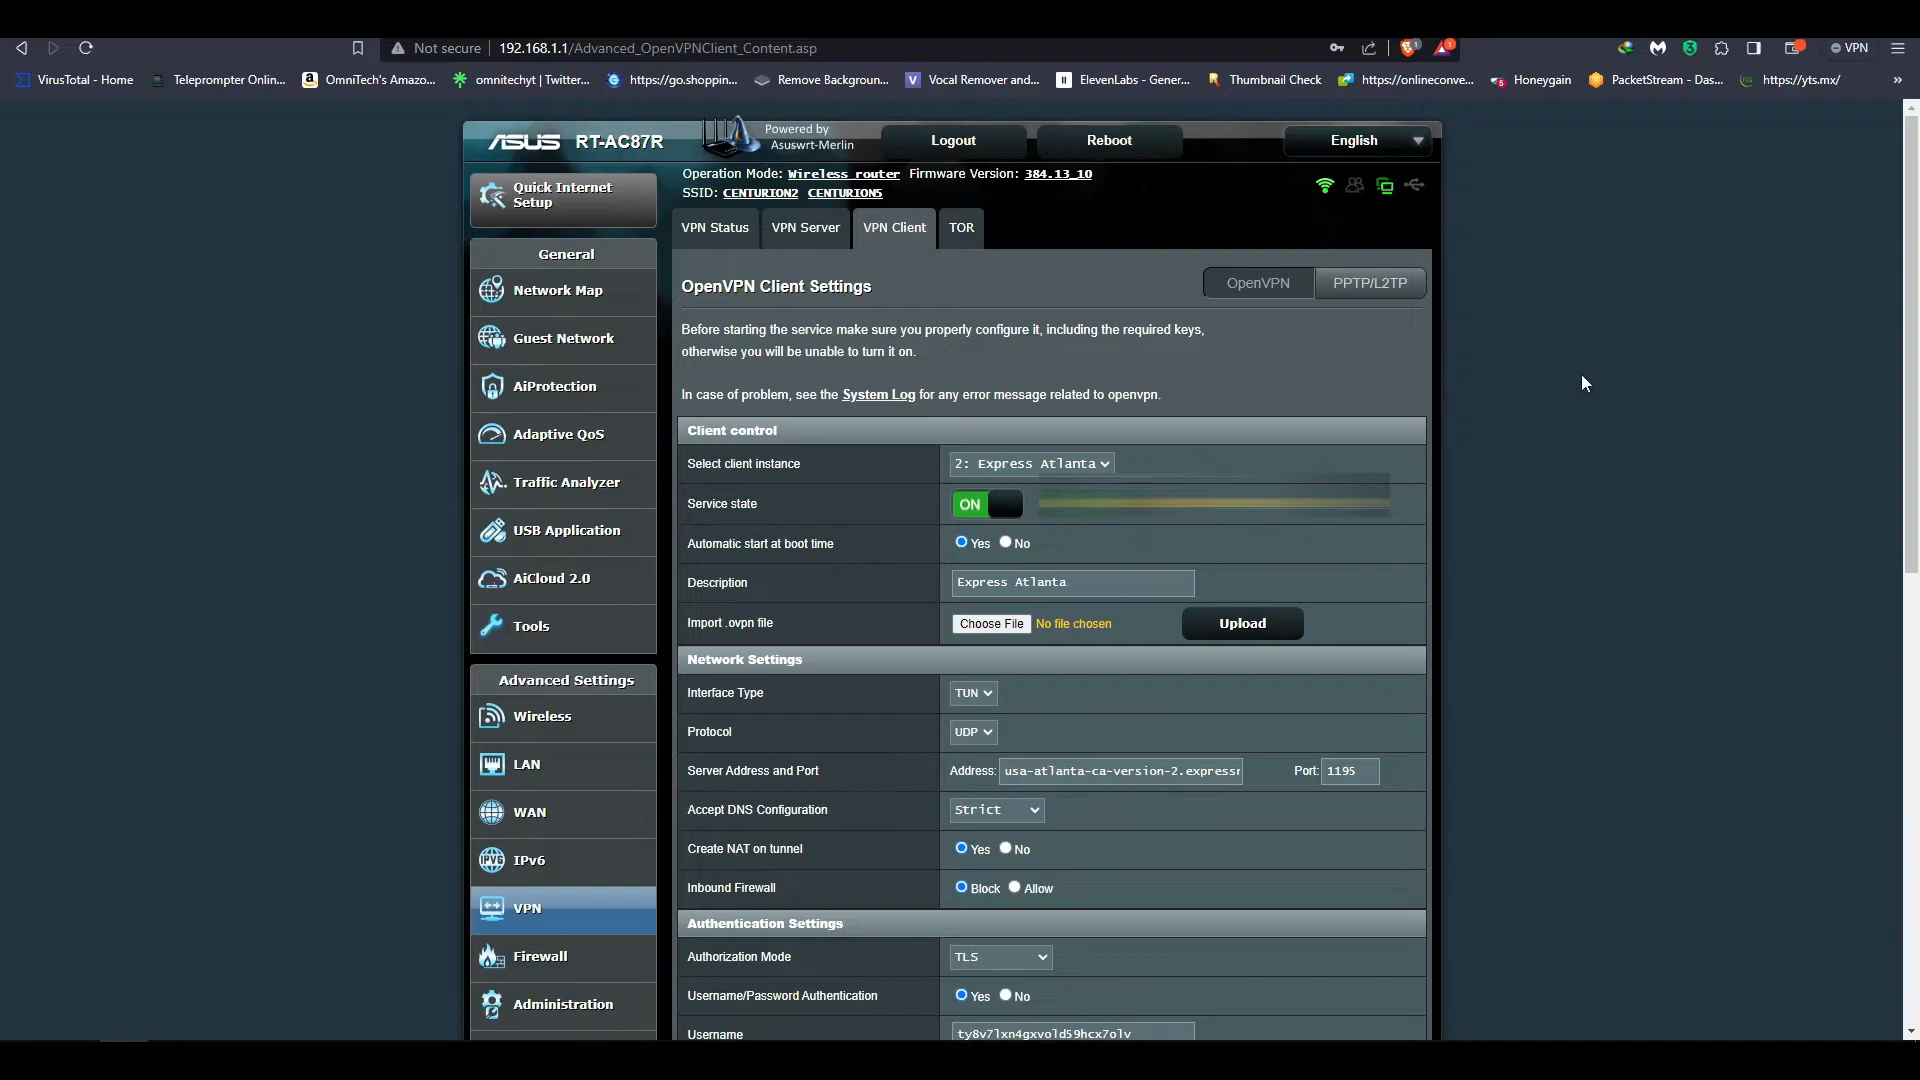 Not secure 192.168.1.1/Advanced_OpenVPNClient_Content.asp 1 1 3 VPN
VirusTotal - Home Teleprompter Onlin... OmniTech's Amazo... omnitechyt | Twitter... https://go.shoppin... Remove Backgroun... Vocal Remover and... ElevenLabs - Gener... Thumbnail Check https://onlineconve... Honeygain PacketStream - Das... https://yts.mx/ »
ASUS RT-AC87R Powered by Asuswrt-Merlin Logout Reboot English
Quick Internet Setup
Operation Mode: Wireless router Firmware Version: 384.13_10
SSID: CENTURION2 CENTURION5
VPN Status VPN Server VPN Client TOR
General
Network Map
Guest Network
AiProtection
Adaptive QoS
Traffic Analyzer
USB Application
AiCloud 2.0
Tools
Advanced Settings
Wireless
LAN
WAN
IPv6
VPN
Firewall
Administration
OpenVPN Client Settings OpenVPN PPTP/L2TP
Before starting the service make sure you properly configure it, including the required keys,
otherwise you will be unable to turn it on.
In case of problem, see the System Log for any error message related to openvpn.
Client control
Select client instance 2: Express Atlanta
Service state ON
Automatic start at boot time Yes No
Description Express Atlanta
Import .ovpn file Choose File No file chosen Upload
Network Settings
Interface Type TUN
Protocol UDP
Server Address and Port Address: usa-atlanta-ca-version-2.expressr Port: 1195
Accept DNS Configuration Strict
Create NAT on tunnel Yes No
Inbound Firewall Block Allow
Authentication Settings
Authorization Mode TLS
Username/Password Authentication Yes No
Username ty8v7lxn4gxvold59hcx7olv